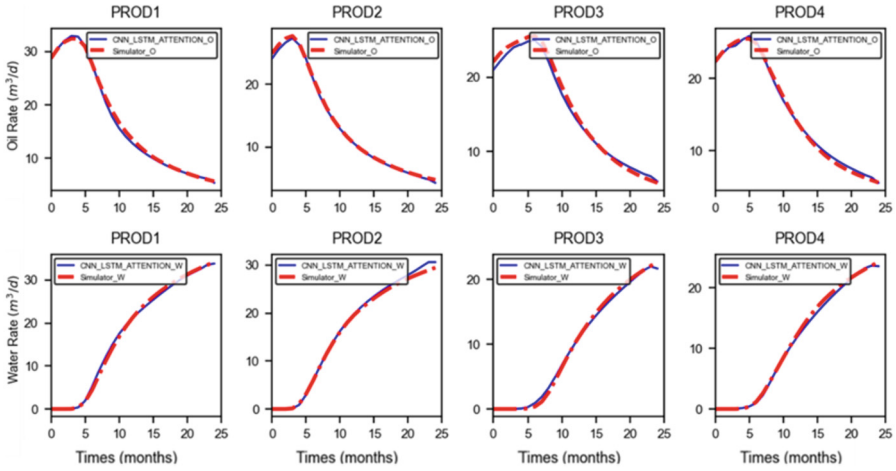 PROD1 PROD2 PROD3 PROD4
CNN_LSTM_ATTENTION_O CNN_LSTM_ATTENTION_O CNN_LSTM_ATTENTION_O CNN_LSTM_ATTENTION_O
Simulator_O Simulator_O Simulator_O Simulator_O
Oil Rate (m³/d)
30 20 10
20 10
20 10
20 10
0 5 10 15 20 25 0 5 10 15 20 25 0 5 10 15 20 25 0 5 10 15 20 25
PROD1 PROD2 PROD3 PROD4
CNN_LSTM_ATTENTION_W CNN_LSTM_ATTENTION_W CNN_LSTM_ATTENTION_W CNN_LSTM_ATTENTION_W
Simulator_W Simulator_W Simulator_W Simulator_W
Water Rate (m³/d)
30 20 10 0
30 20 10 0
20 10 0
20 10 0
0 5 10 15 20 25 0 5 10 15 20 25 0 5 10 15 20 25 0 5 10 15 20 25
Times (months) Times (months) Times (months) Times (months)